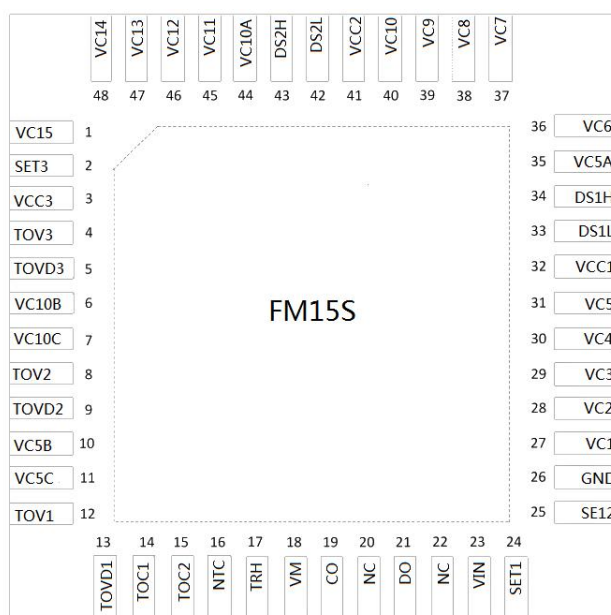 VC14 VC13 VC12 VC11 VC10A DS2H DS2L VCC2 VC10 VC9 VC8 VC7
48 47 46 45 44 43 42 41 40 39 38 37
VC15 1
SET3 2
VCC3 3
TOV3 4
TOVD3 5
VC10B 6
VC10C 7
TOV2 8
TOVD2 9
VC5B 10
VC5C 11
TOV1 12
FM15S
36 VC6
35 VC5A
34 DS1H
33 DS1L
32 VCC1
31 VC5
30 VC4
29 VC3
28 VC2
27 VC1
26 GND
25 SE12
13 14 15 16 17 18 19 20 21 22 23 24
TOVD1 TOC1 TOC2 NTC TRH VM CO NC DO NC VIN SET1